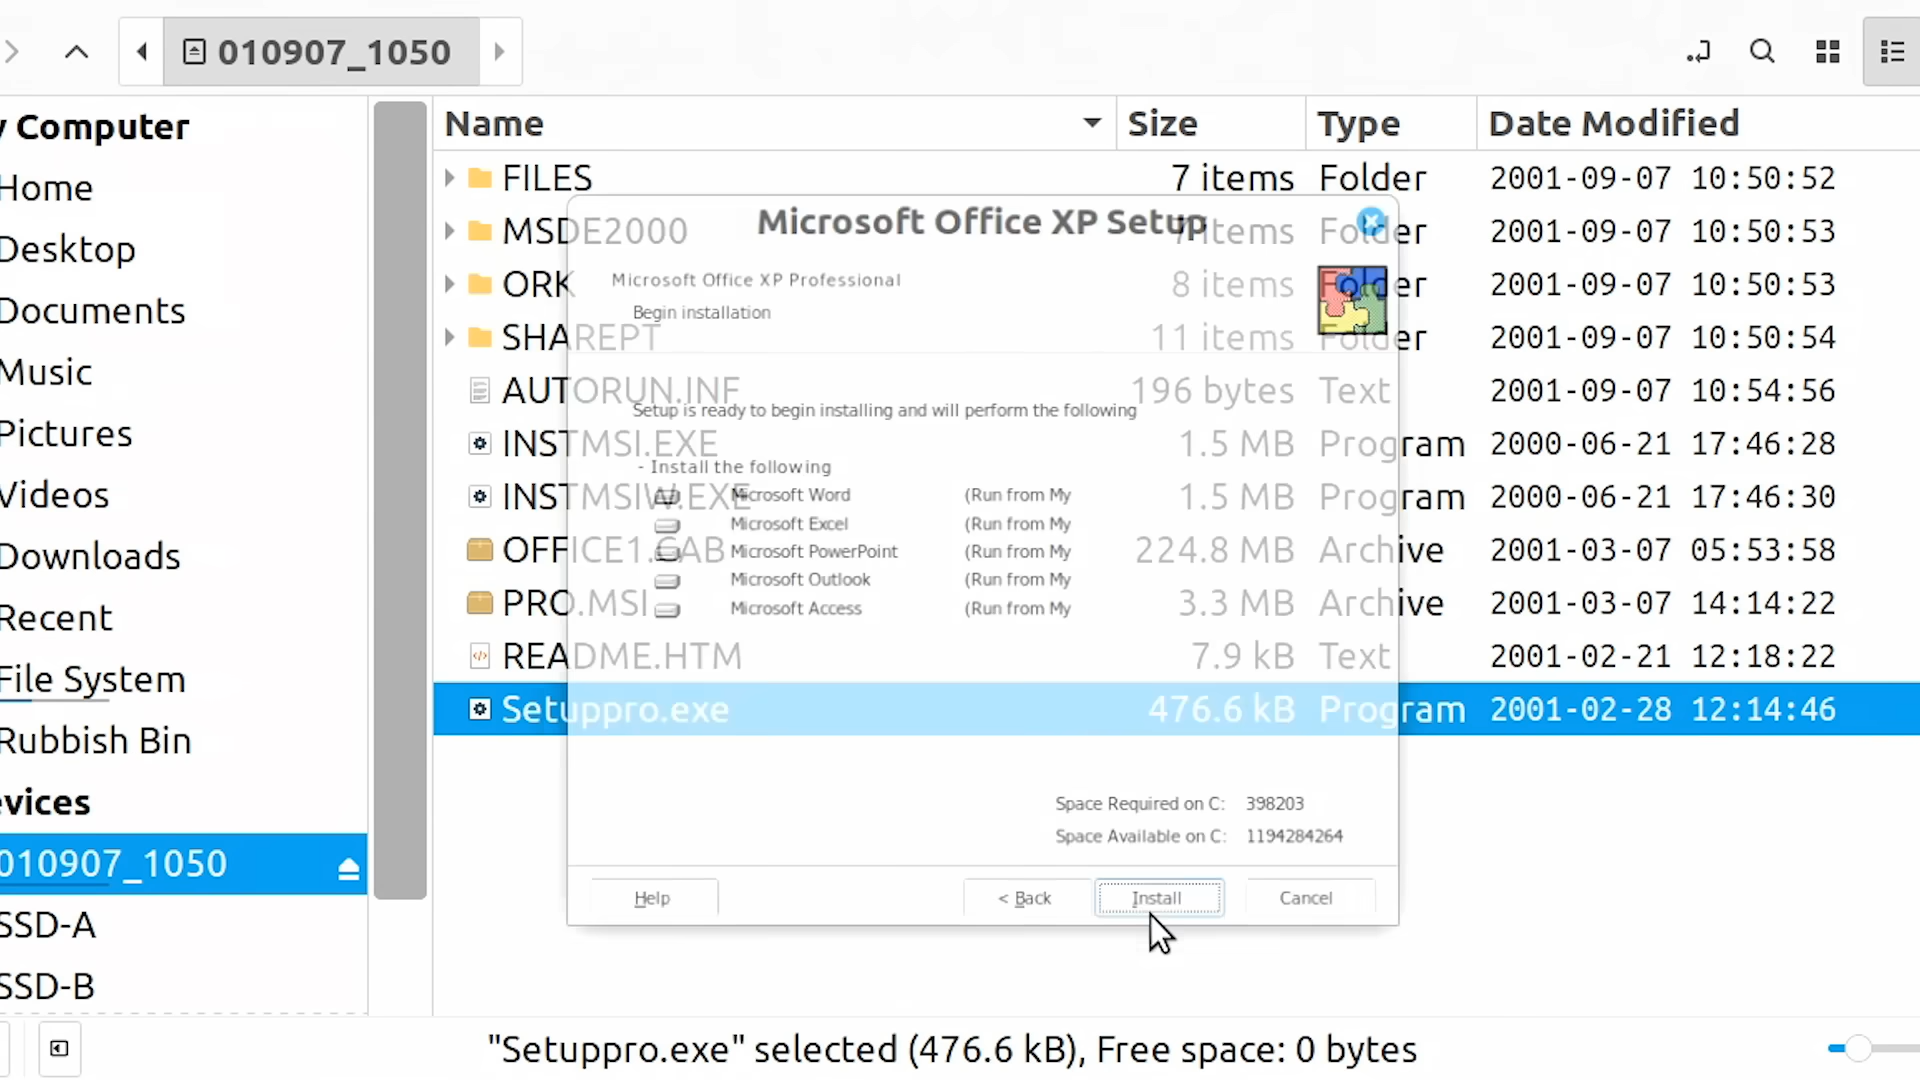 010907_1050
y Computer
Home
Desktop
Documents
Music
Pictures
Videos
Downloads
Recent
File System
Rubbish Bin
evices
010907_1050
SSD-A
SSD-B
Name Size Type Date Modified
FILES 7 items Folder 2001-09-07 10:50:52
MSDE2000 7 items Folder 2001-09-07 10:50:53
ORK 8 items Folder 2001-09-07 10:50:53
SHAREPT 11 items Folder 2001-09-07 10:50:54
AUTORUN.INF 196 bytes Text 2001-09-07 10:54:56
INSTMSI.EXE 1.5 MB Program 2000-06-21 17:46:28
INSTMSIW.EXE 1.5 MB Program 2000-06-21 17:46:30
OFFICE1.CAB 224.8 MB Archive 2001-03-07 05:53:58
PRO.MSI 3.3 MB Archive 2001-03-07 14:14:22
README.HTM 7.9 kB Text 2001-02-21 12:18:22
Setuppro.exe 476.6 kB Program 2001-02-28 12:14:46
Microsoft Office XP Setup
Microsoft Office XP Professional
Begin installation
Setup is ready to begin installing and will perform the following
- Install the following
Microsoft Word (Run from My
Microsoft Excel (Run from My
Microsoft PowerPoint (Run from My
Microsoft Outlook (Run from My
Microsoft Access (Run from My
Space Required on C: 398203
Space Available on C: 1194284264
Help < Back Install Cancel
"Setuppro.exe" selected (476.6 kB), Free space: 0 bytes